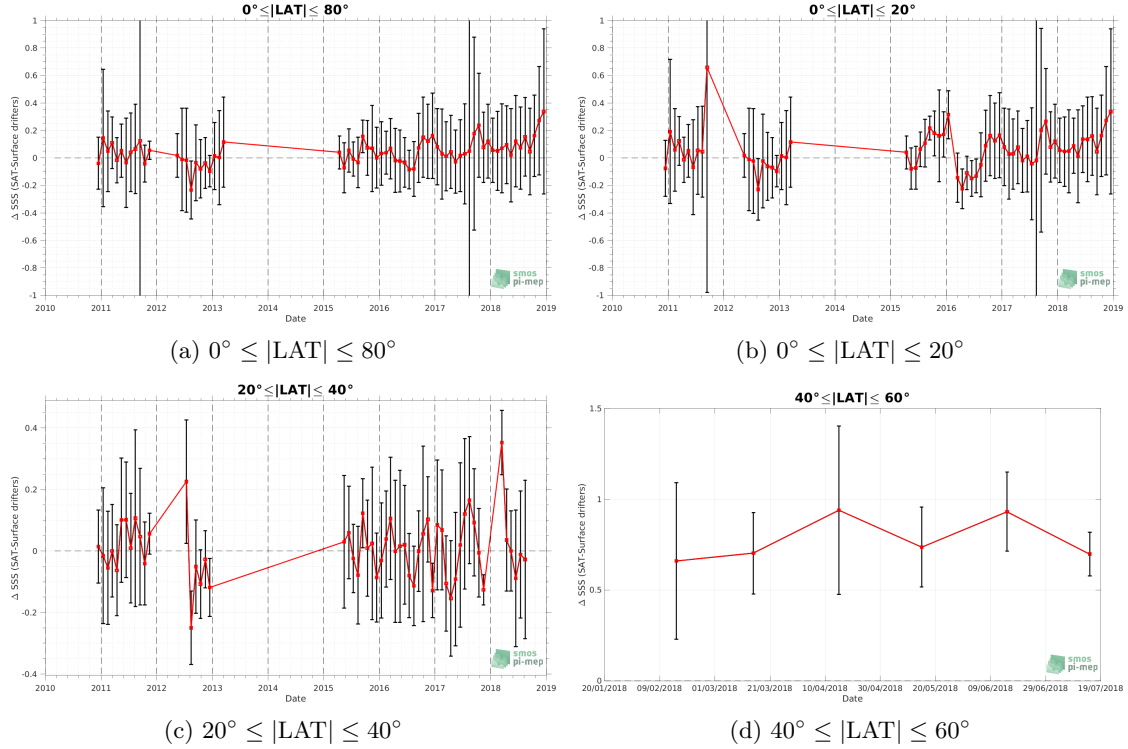 0°≤|LAT|≤ 80°
1
0.8
0.6
0.4
0.2
0
-0.2
-0.4
-0.6
-0.8
-1
Δ SSS (SAT-Surface drifters)
2010 2011 2012 2013 2014 2015 2016 2017 2018 2019
Date
smos
pi-mep
(a) 0° ≤ |LAT| ≤ 80°
0°≤|LAT|≤ 20°
1
0.8
0.6
0.4
0.2
0
-0.2
-0.4
-0.6
-0.8
-1
Δ SSS (SAT-Surface drifters)
2010 2011 2012 2013 2014 2015 2016 2017 2018 2019
Date
smos
pi-mep
(b) 0° ≤ |LAT| ≤ 20°
20°≤|LAT|≤ 40°
0.4
0.2
0
-0.2
-0.4
Δ SSS (SAT-Surface drifters)
2010 2011 2012 2013 2014 2015 2016 2017 2018 2019
Date
smos
pi-mep
(c) 20° ≤ |LAT| ≤ 40°
40°≤|LAT|≤ 60°
1.5
1
0.5
0
Δ SSS (SAT-Surface drifters)
20/01/2018 09/02/2018 01/03/2018 21/03/2018 10/04/2018 30/04/2018 20/05/2018 09/06/2018 29/06/2018 19/07/2018
Date
smos
pi-mep
(d) 40° ≤ |LAT| ≤ 60°